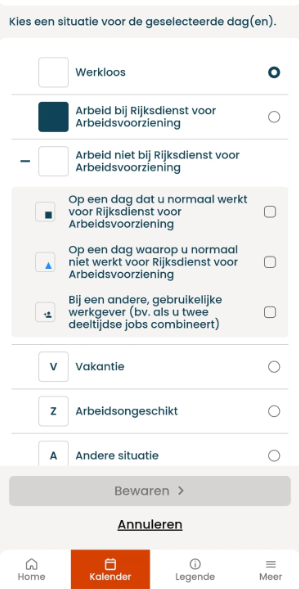 Kies een situatie voor de geselecteerde dag(en).
Werkloos
Arbeid bij Rijksdienst voor
Arbeidsvoorziening
Arbeid niet bij Rijksdienst voor
Arbeidsvoorziening
Op een dag dat u normaal werkt
voor Rijksdienst voor
Arbeidsvoorziening
Op een dag waarop u normaal
niet werkt voor Rijksdienst voor
Arbeidsvoorziening
Bij een andere, gebruikelijke
werkgever (bv. als u twee
deeltijdse jobs combineert)
V Vakantie
Z Arbeidsongeschikt
A Andere situatie
Bewaren
Annuleren
Home Kalender Legende Meer